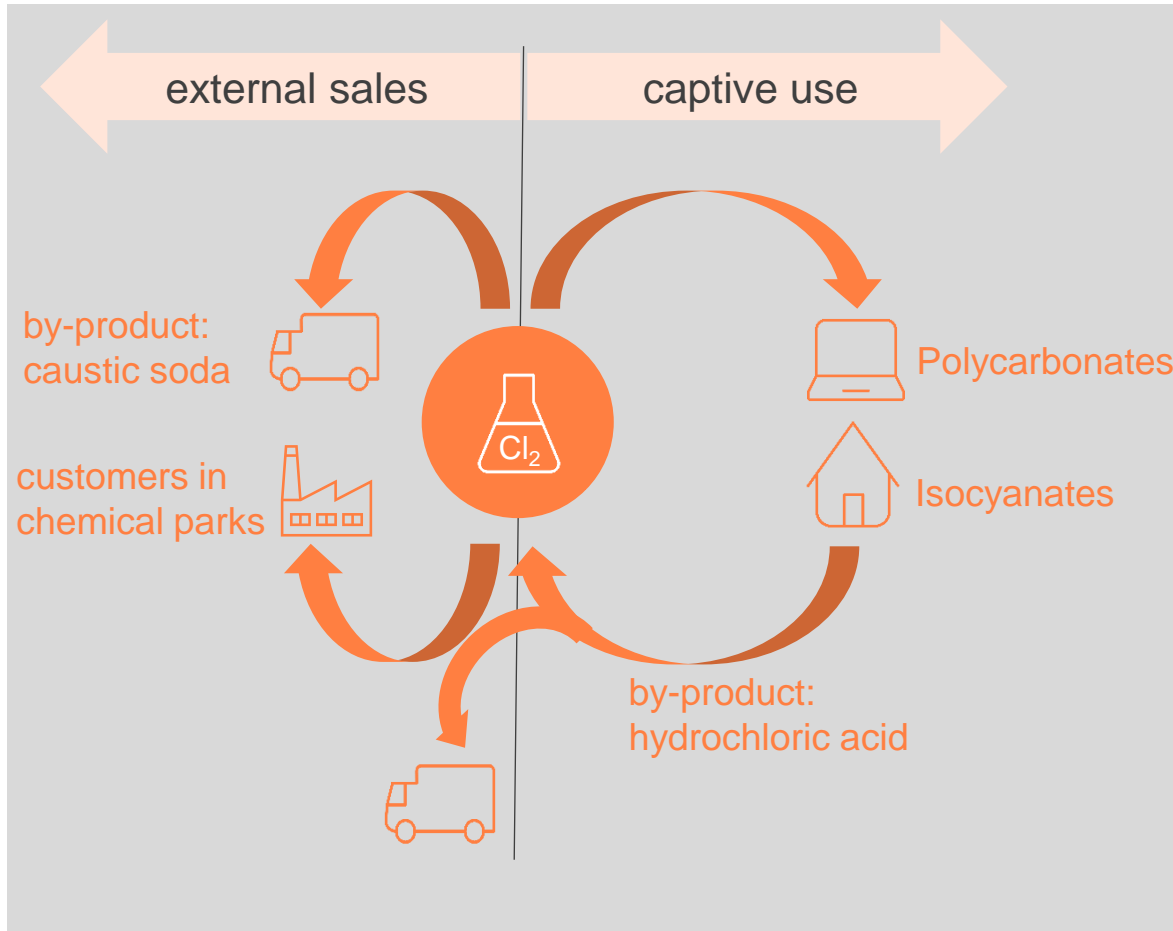 external sales
captive use
by-product:
caustic soda
Polycarbonates
Cl₂
customers in
chemical parks
Isocyanates
by-product:
hydrochloric acid